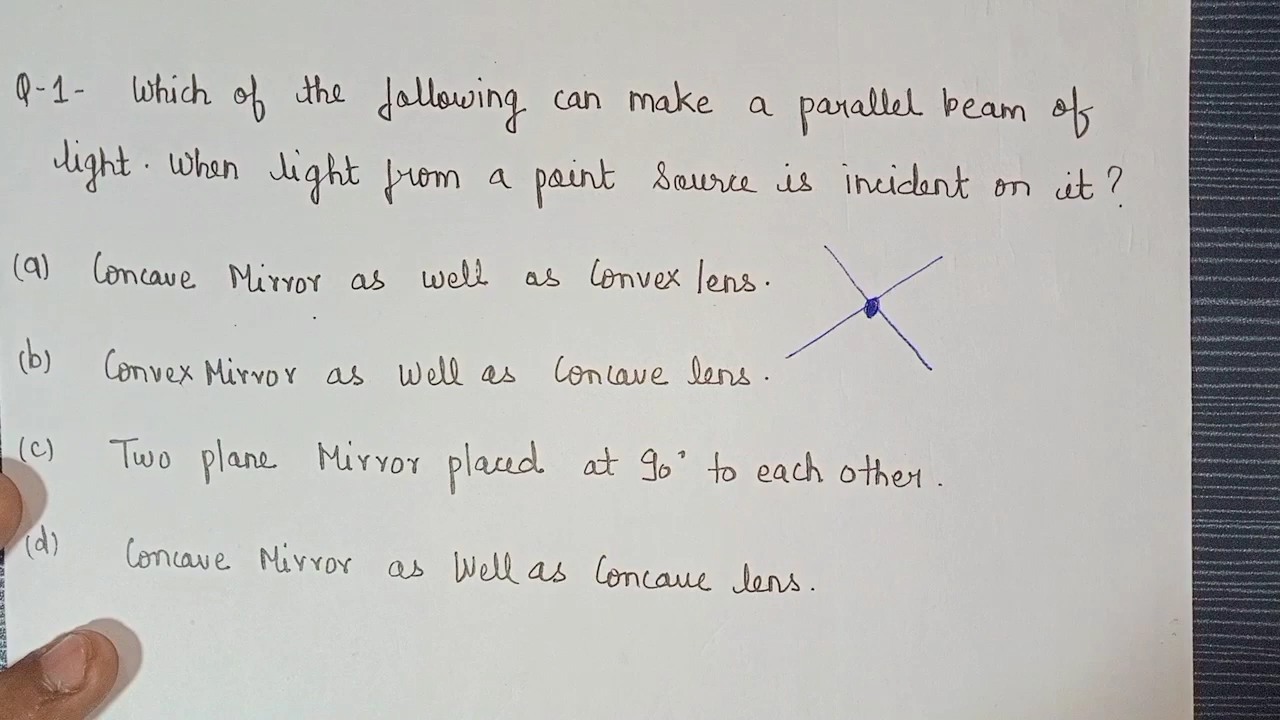 Q-1- Which of the following can make a parallel beam of
light. When light from a point Source is incident on it?
(a) Concave Mirror as well as Convex lens.
(b) Convex Mirror as well as Concave lens.
(c) Two plane Mirror placed at 90° to each other.
(d) Concave Mirror as Well as Concave lens.